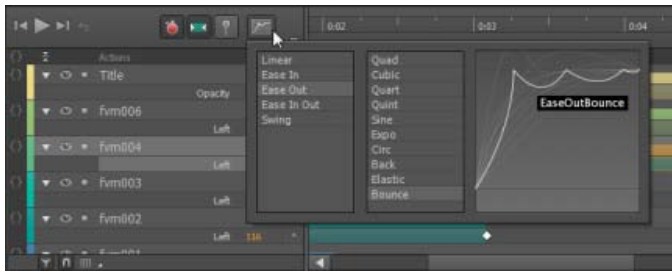 0:02
0:03
0:04
Actions
Title
Opacity
fvm006
Left
fvm004
Left
fvm003
Left
fvm002
Left 116
Linear
Ease In
Ease Out
Ease In Out
Swing
Quad
Cubic
Quart
Quint
Sine
Expo
Circ
Back
Elastic
Bounce
EaseOutBounce